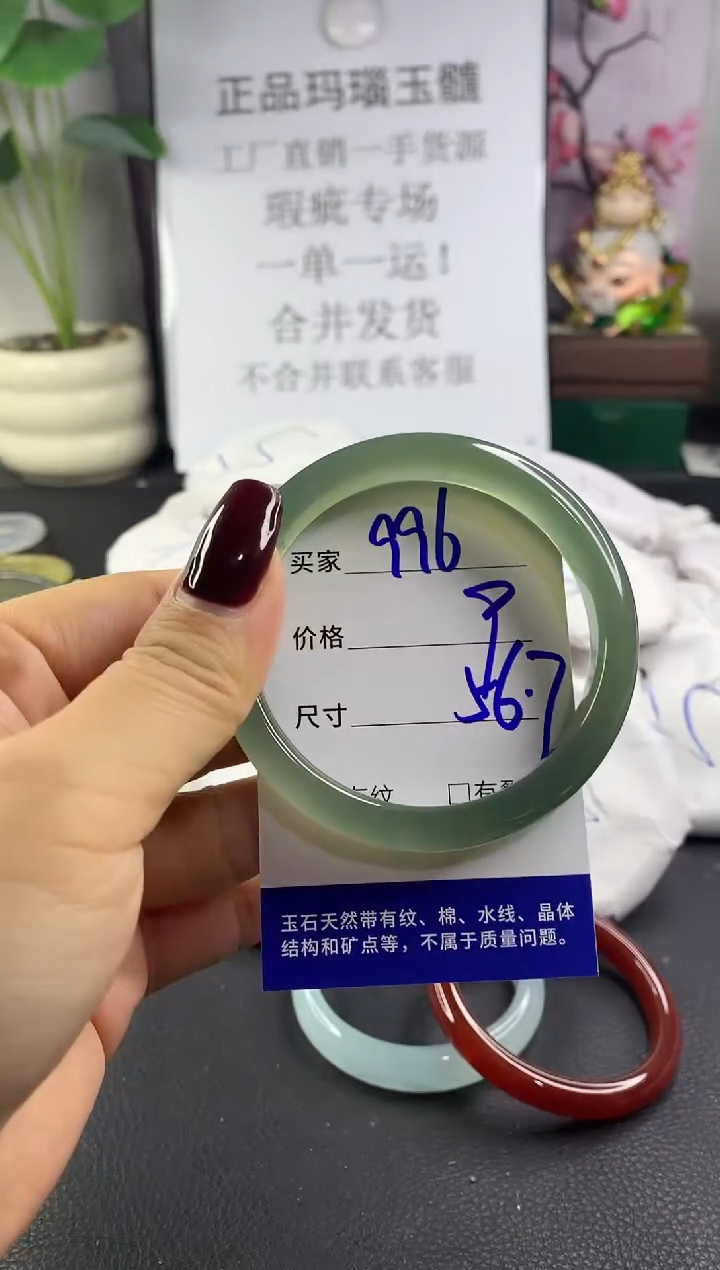 正品玛瑙玉髓
工厂直销一手货源
瑕疵专场
一单一运！
合并发货
不合并联系客服
买家 996
价格
尺寸 56.7
纹 □有
玉石天然带有纹、棉、水线、晶体
结构和矿点等，不属于质量问题。